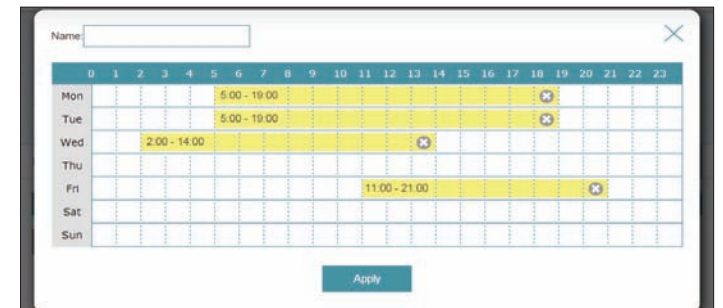 Name:
0 1 2 3 4 5 6 7 8 9 10 11 12 13 14 15 16 17 18 19 20 21 22 23
Mon 5:00 - 19:00
Tue 5:00 - 19:00
Wed 2:00 - 14:00
Thu
Fri 11:00 - 21:00
Sat
Sun
Apply